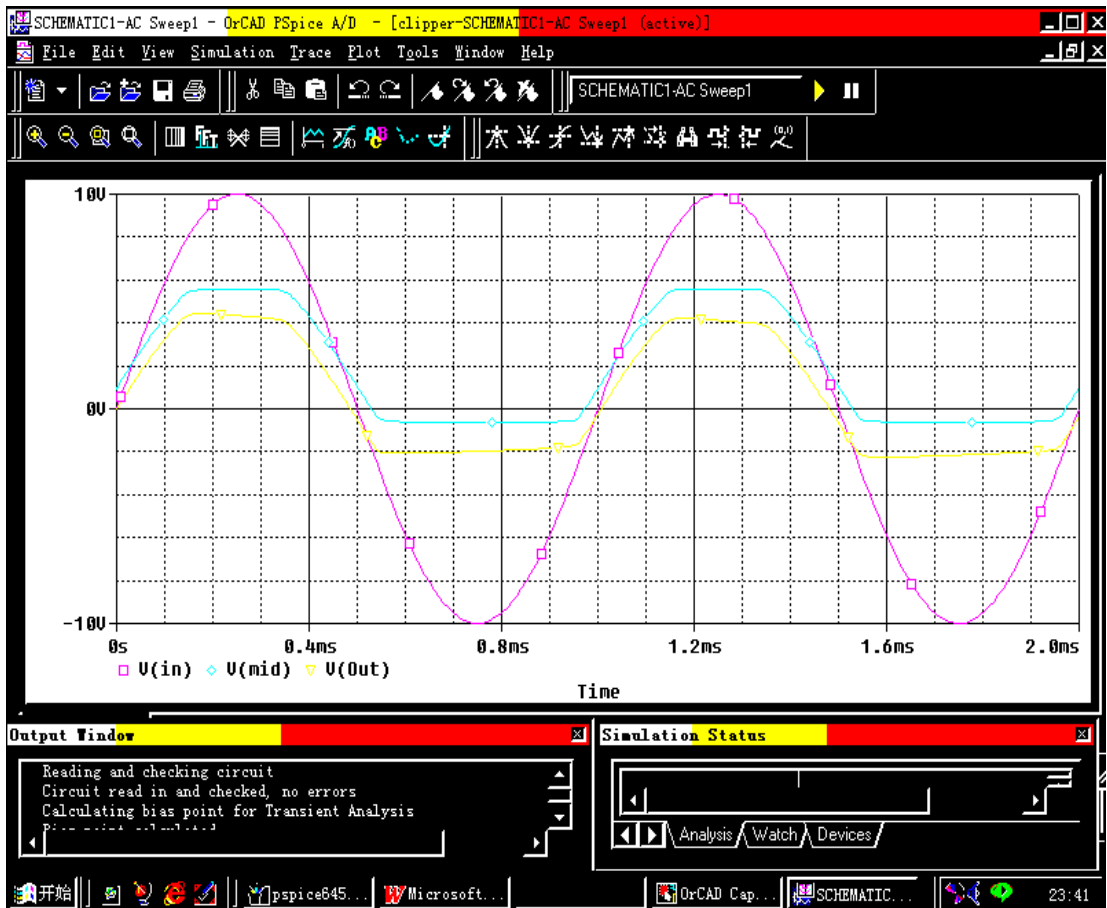 SCHEMATIC1-AC Sweep1 - OrCAD PSpice A/D - [clipper-SCHEMATIC1-AC Sweep1 (active)]
File Edit View Simulation Trace Plot Tools Window Help
SCHEMATIC1-AC Sweep1
FFT
ABC
10V
0V
-10V
0s 0.4ms 0.8ms 1.2ms 1.6ms 2.0ms
V(in) V(mid) V(Out)
Time
Output Window
Simulation Status
Reading and checking circuit
Circuit read in and checked, no errors
Calculating bias point for Transient Analysis
Analysis Watch Devices
开始 pspice645... Microsoft... OrCAD Cap... SCHEMATIC... 23:41